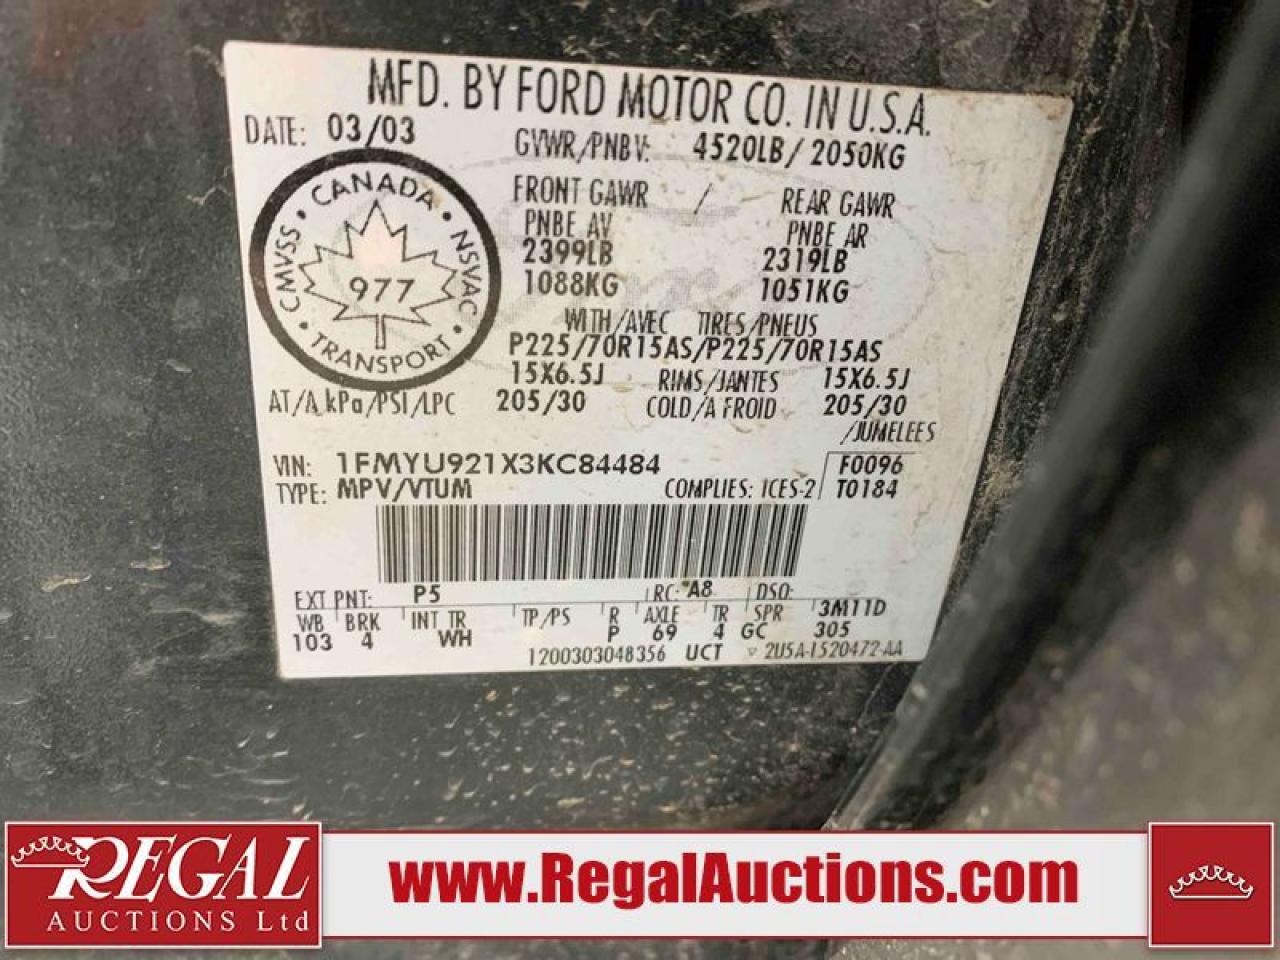 MFD. BY FORD MOTOR CO. IN U.S.A.
DATE: 03/03
GVWR/PNBV: 4520LB/ 2050KG
CANADA
CMVSS
NSVAC
977
TRANSPORT
FRONT GAWR / REAR GAWR
PNBE AV PNBE AR
2399LB 2319LB
1088KG 1051KG
WITH/AVEC TIRES/PNEUS
P225/70R15AS/P225/70R15AS
15X6.5J RIMS/JANTES 15X6.5J
AT/A kPa/PSI/LPC 205/30 COLD/A FROID 205/30
/JUMELEES
VIN: 1FMYU921X3KC84484 F0096
TYPE: MPV/VTUM COMPLIES: ICES-2 T0184
EXT PNT: P5 RC: A8 DSO:
WB BRK INT TR TP/PS R AXLE TR SPR 3M11D
103 4 WH P 69 4 GC 305
1200303048356 UCT 2U5A-1520472-AA
REGAL
AUCTIONS Ltd
www.RegalAuctions.com